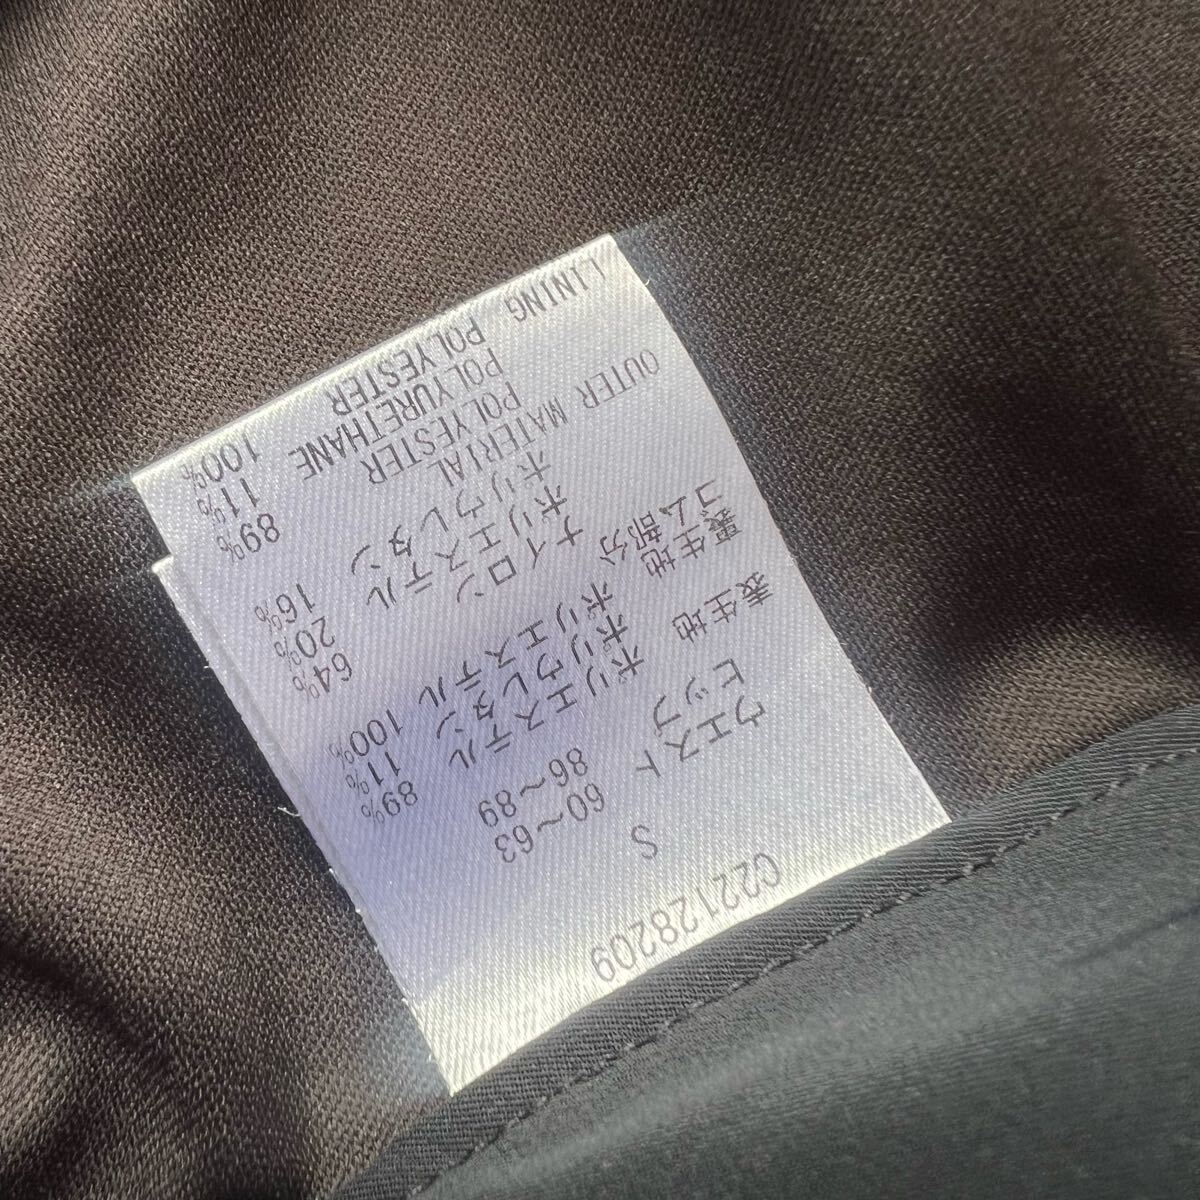 C22128209
S
ウエスト 60～63
ヒップ 86～89
表生地
ポリエステル 89%
ポリウレタン 11%
裏生地 ポリエステル 100%
ゴム部分
ナイロン 64%
ポリエステル 20%
ポリウレタン 16%
OUTER MATERIAL
POLYESTER 89%
POLYURETHANE 11%
LINING
POLYESTER 100%